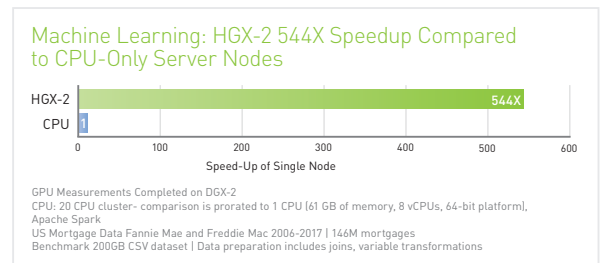 Machine Learning: HGX-2 544X Speedup Compared
to CPU-Only Server Nodes
HGX-2
544X
CPU
1
0
100
200
300
400
500
600
Speed-Up of Single Node
GPU Measurements Completed on DGX-2
CPU: 20 CPU cluster- comparison is prorated to 1 CPU (61 GB of memory, 8 vCPUs, 64-bit platform),
Apache Spark
US Mortgage Data Fannie Mae and Freddie Mac 2006-2017 | 146M mortgages
Benchmark 200GB CSV dataset | Data preparation includes joins, variable transformations